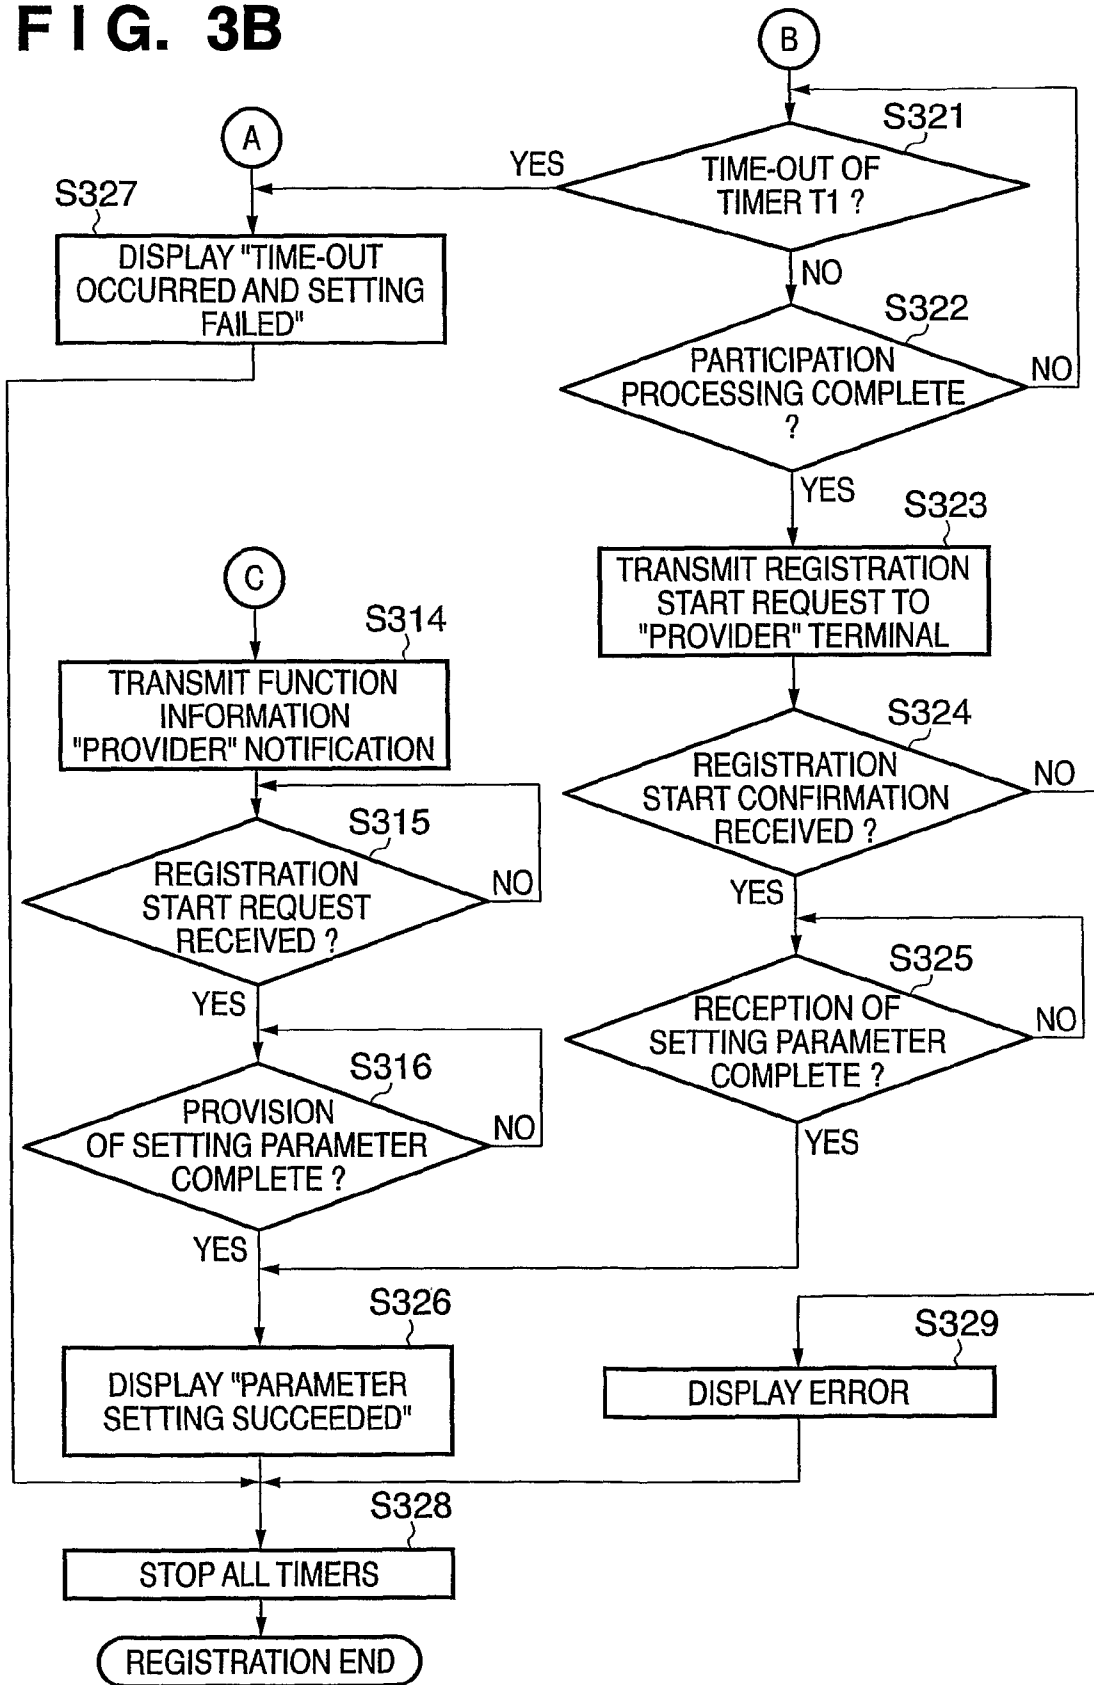 FIG. 3B
B
A
S321
YES
TIME-OUT OF
TIMER T1 ?
S327
DISPLAY "TIME-OUT
OCCURRED AND SETTING
FAILED"
NO
S322
PARTICIPATION
PROCESSING COMPLETE
?
NO
YES
S323
TRANSMIT REGISTRATION
START REQUEST TO
"PROVIDER" TERMINAL
C
S314
TRANSMIT FUNCTION
INFORMATION
"PROVIDER" NOTIFICATION
S324
REGISTRATION
START CONFIRMATION
RECEIVED ?
NO
YES
S315
REGISTRATION
START REQUEST
RECEIVED ?
NO
YES
S325
RECEPTION OF
SETTING PARAMETER
COMPLETE ?
NO
YES
S316
PROVISION
OF SETTING PARAMETER
COMPLETE ?
NO
YES
S326
DISPLAY "PARAMETER
SETTING SUCCEEDED"
S329
DISPLAY ERROR
S328
STOP ALL TIMERS
REGISTRATION END